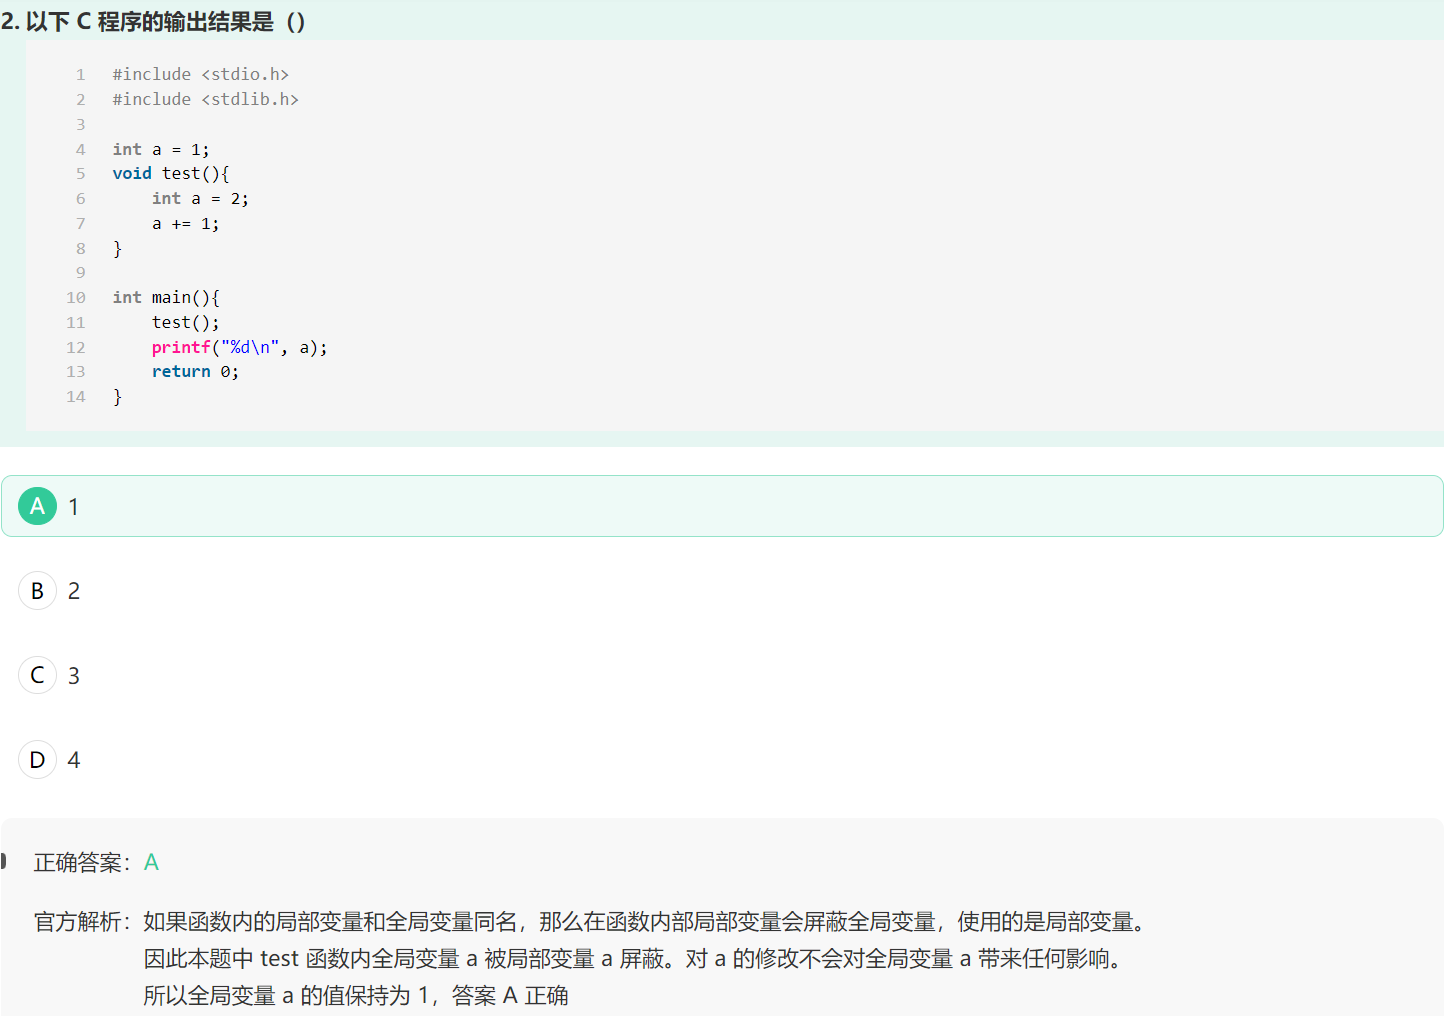 2. 以下 C 程序的输出结果是（）
1 #include <stdio.h>
2 #include <stdlib.h>
3
4 int a = 1;
5 void test(){
6     int a = 2;
7     a += 1;
8 }
9
10 int main(){
11     test();
12     printf("%d\n", a);
13     return 0;
14 }
A 1
B 2
C 3
D 4
正确答案：A
官方解析：如果函数内的局部变量和全局变量同名，那么在函数内部局部变量会屏蔽全局变量，使用的是局部变量。
因此本题中 test 函数内全局变量 a 被局部变量 a 屏蔽。对 a 的修改不会对全局变量 a 带来任何影响。
所以全局变量 a 的值保持为 1，答案 A 正确